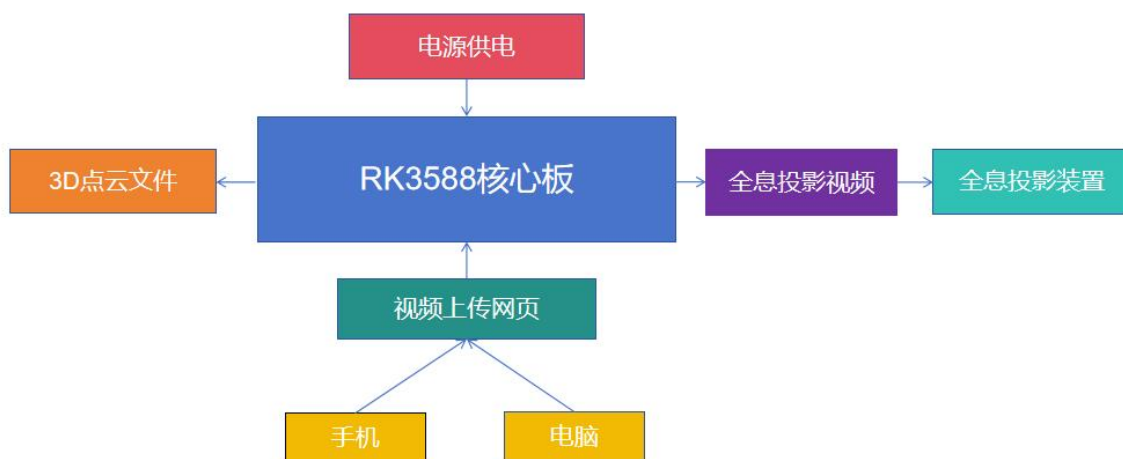 电源供电
3D点云文件
RK3588核心板
全息投影视频
全息投影装置
视频上传网页
手机
电脑